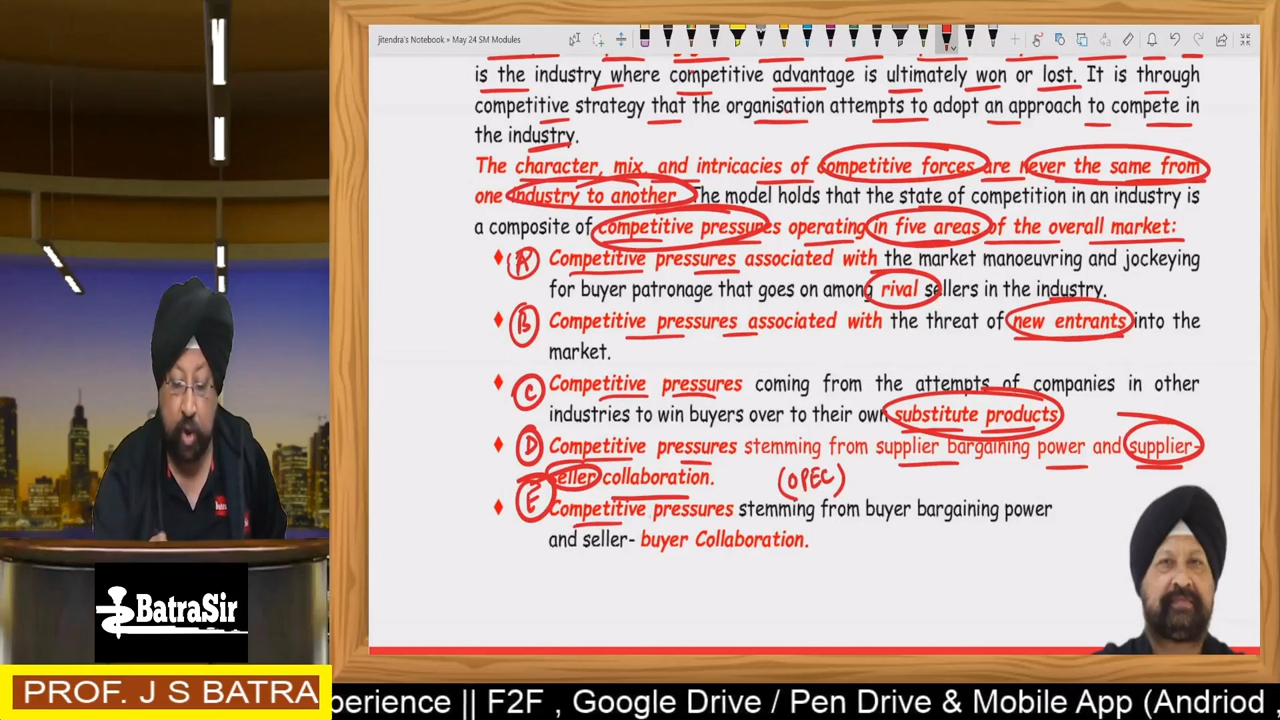 jitendra's Notebook » May 24 SM Modules
is the industry where competitive advantage is ultimately won or lost. It is through
competitive strategy that the organisation attempts to adopt an approach to compete in
the industry.
The character, mix, and intricacies of competitive forces are never the same from
one industry to another. The model holds that the state of competition in an industry is
a composite of competitive pressures operating in five areas of the overall market:
A
♦ Competitive pressures associated with the market manoeuvring and jockeying
for buyer patronage that goes on among rival sellers in the industry.
B
♦ Competitive pressures associated with the threat of new entrants into the
market.
C
♦ Competitive pressures coming from the attempts of companies in other
industries to win buyers over to their own substitute products
D
♦ Competitive pressures stemming from supplier bargaining power and supplier-
seller collaboration. (OPEC)
E
♦ Competitive pressures stemming from buyer bargaining power
and seller- buyer Collaboration.
BatraSir
PROF. J S BATRA
perience || F2F , Google Drive / Pen Drive & Mobile App (Andriod ,